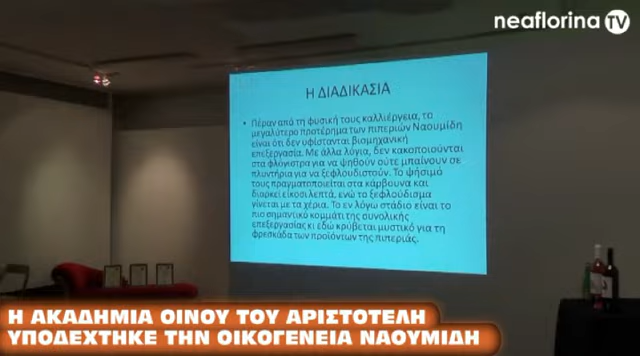 neaflorina TV
Η ΔΙΑΔΙΚΑΣΙΑ
• Πέραν από τη φυσική τους καλλιέργεια, το
μεγαλύτερο προτέρημα των πιπεριών Ναουμίδη
είναι ότι δεν υφίστανται βιομηχανική
επεξεργασία. Με άλλα λόγια, δεν κακοποιούνται
στα φλόγιστρα για να ψηθούν ούτε μπαίνουν σε
πλυντήρια για να ξεφλουδιστούν. Το ψήσιμό
τους πραγματοποιείται στα κάρβουνα και
διαρκεί είκοσι λεπτά, ενώ το ξεφλούδισμα
γίνεται με τα χέρια. Το εν λόγω στάδιο είναι το
πιο σημαντικό κομμάτι της συνολικής
επεξεργασίας κι εδώ κρύβεται μυστικό για τη
φρεσκάδα των προϊόντων της πιπεριάς.
Η ΑΚΑΔΗΜΙΑ ΟΙΝΟΥ ΤΟΥ ΑΡΙΣΤΟΤΕΛΗ
ΥΠΟΔΕΧΤΗΚΕ ΤΗΝ ΟΙΚΟΓΕΝΕΙΑ ΝΑΟΥΜΙΔΗ